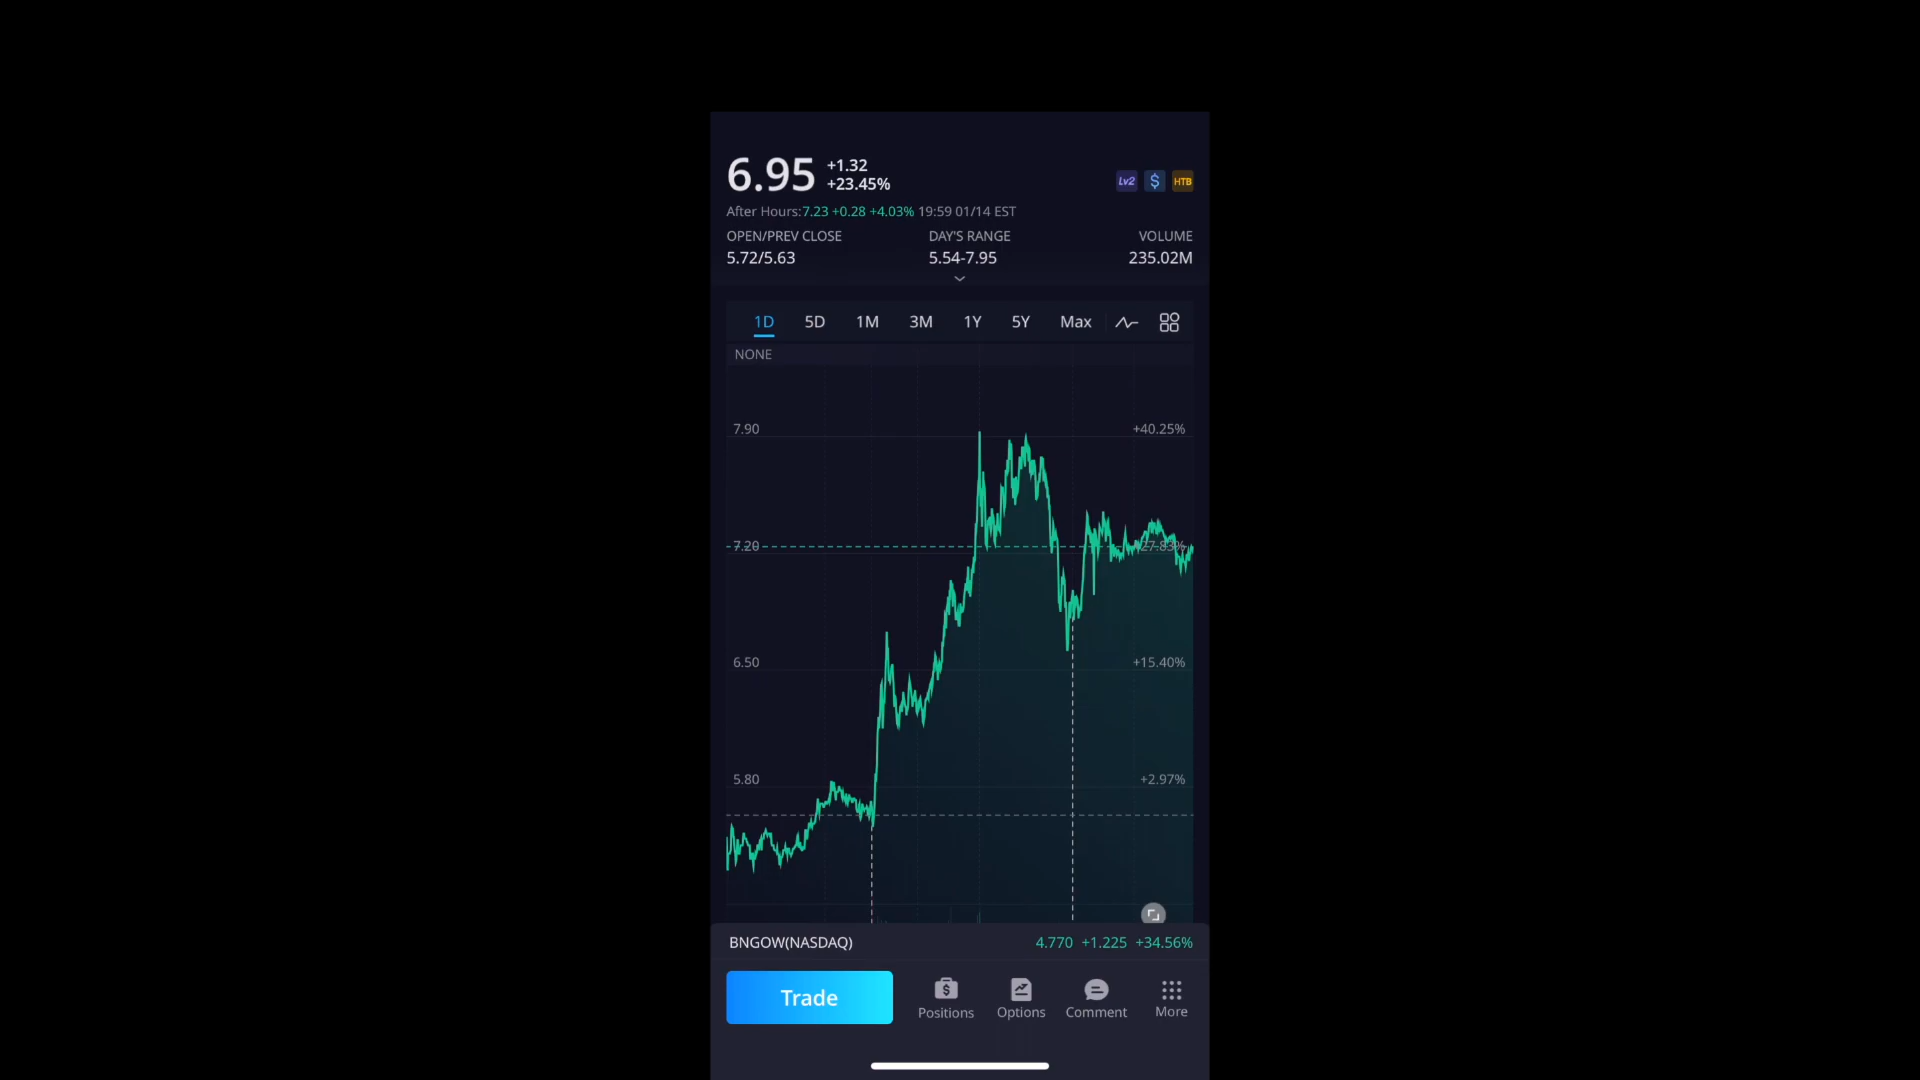 6.95 +1.32
+23.45%
Lv2 $ HTB
After Hours:7.23 +0.28 +4.03% 19:59 01/14 EST
OPEN/PREV CLOSE DAY'S RANGE VOLUME
5.72/5.63 5.54-7.95 235.02M
1D 5D 1M 3M 1Y 5Y Max
NONE
7.90 +40.25%
7.20 +27.83%
6.50 +15.40%
5.80 +2.97%
BNGOW(NASDAQ) 4.770 +1.225 +34.56%
Trade Positions Options Comment More